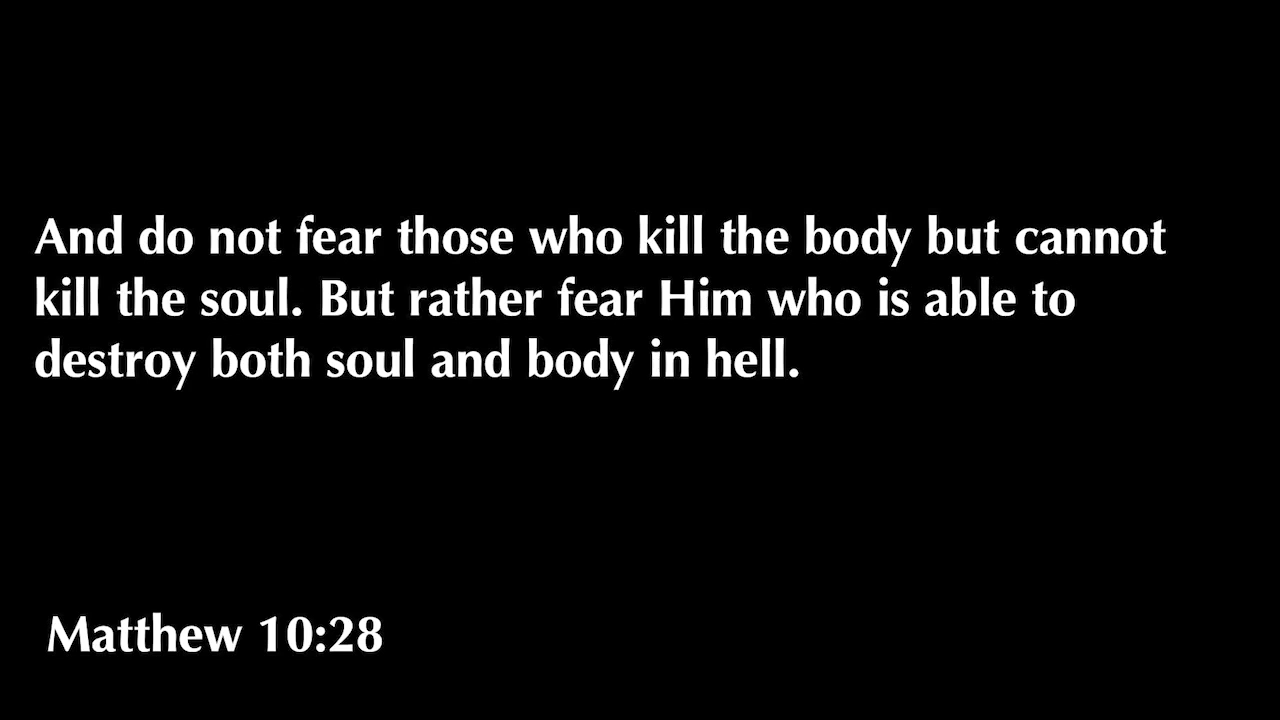 And do not fear those who kill the body but cannot
kill the soul. But rather fear Him who is able to
destroy both soul and body in hell.
Matthew 10:28